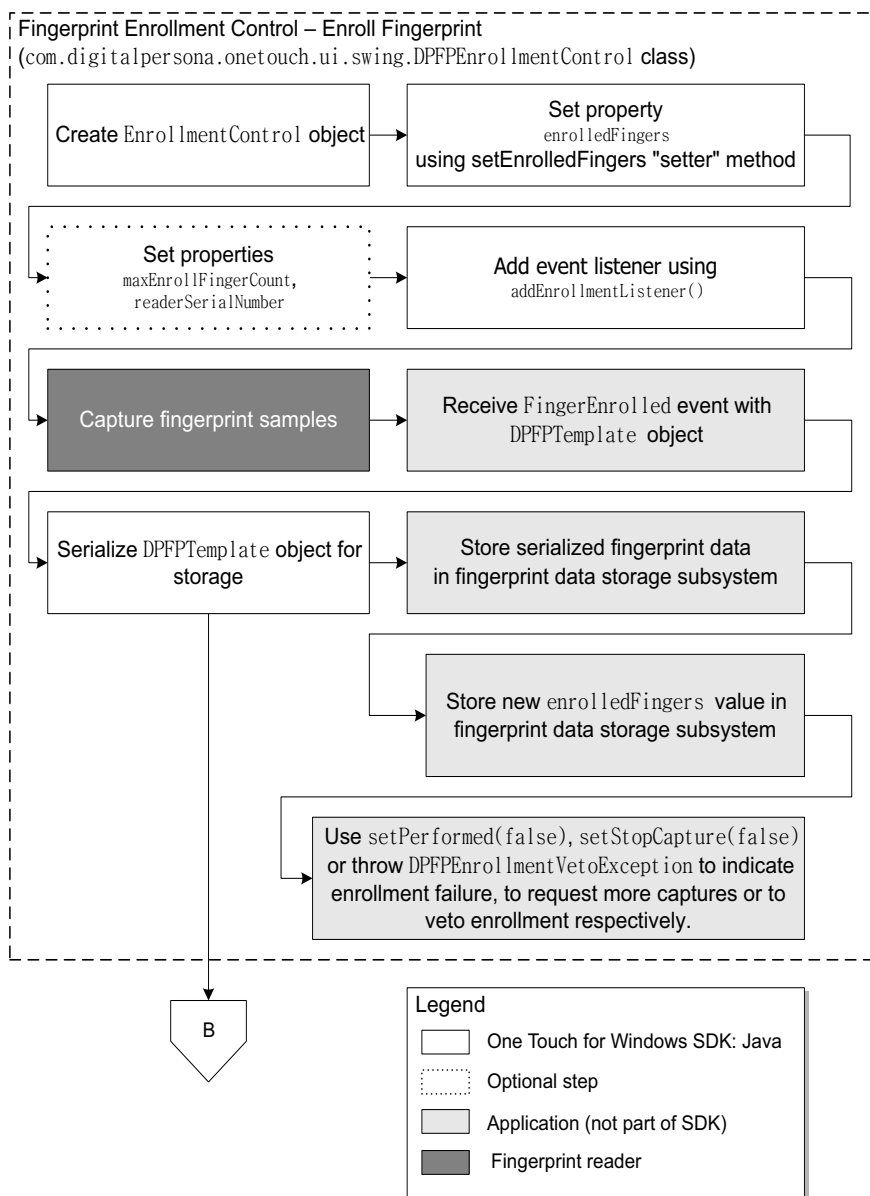 Fingerprint Enrollment Control – Enroll Fingerprint
(com.digitalpersona.onetouch.ui.swing.DPFPEnrollmentControl class)
Create EnrollmentControl object
Set property
enrolledFingers
using setEnrolledFingers "setter" method
Set properties
maxEnrollFingerCount,
readerSerialNumber
Add event listener using
addEnrollmentListener()
Capture fingerprint samples
Receive FingerEnrolled event with
DPFPTemplate object
Serialize DPFPTemplate object for
storage
Store serialized fingerprint data
in fingerprint data storage subsystem
Store new enrolledFingers value in
fingerprint data storage subsystem
Use setPerformed(false), setStopCapture(false)
or throw DPFPEnrollmentVetoException to indicate
enrollment failure, to request more captures or to
veto enrollment respectively.
B
Legend
One Touch for Windows SDK: Java
Optional step
Application (not part of SDK)
Fingerprint reader